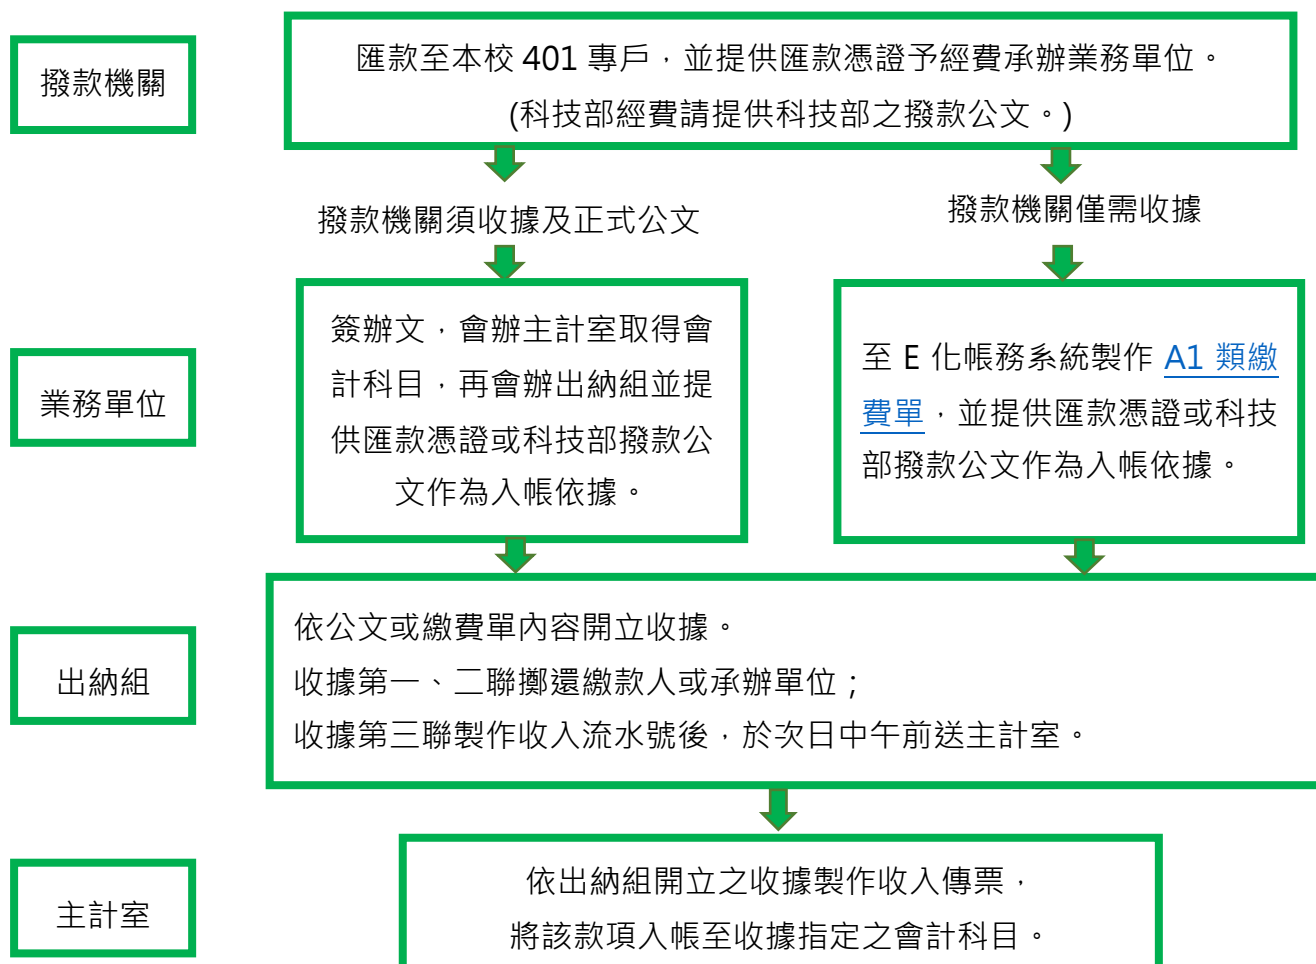 撥款機關
匯款至本校 401 專戶，並提供匯款憑證予經費承辦業務單位。
(科技部經費請提供科技部之撥款公文。)
撥款機關須收據及正式公文
撥款機關僅需收據
業務單位
簽辦文，會辦主計室取得會
計科目，再會辦出納組並提
供匯款憑證或科技部撥款公
文作為入帳依據。
至 E 化帳務系統製作 A1 類繳
費單，並提供匯款憑證或科技
部撥款公文作為入帳依據。
出納組
依公文或繳費單內容開立收據。
收據第一、二聯擲還繳款人或承辦單位；
收據第三聯製作收入流水號後，於次日中午前送主計室。
主計室
依出納組開立之收據製作收入傳票，
將該款項入帳至收據指定之會計科目。